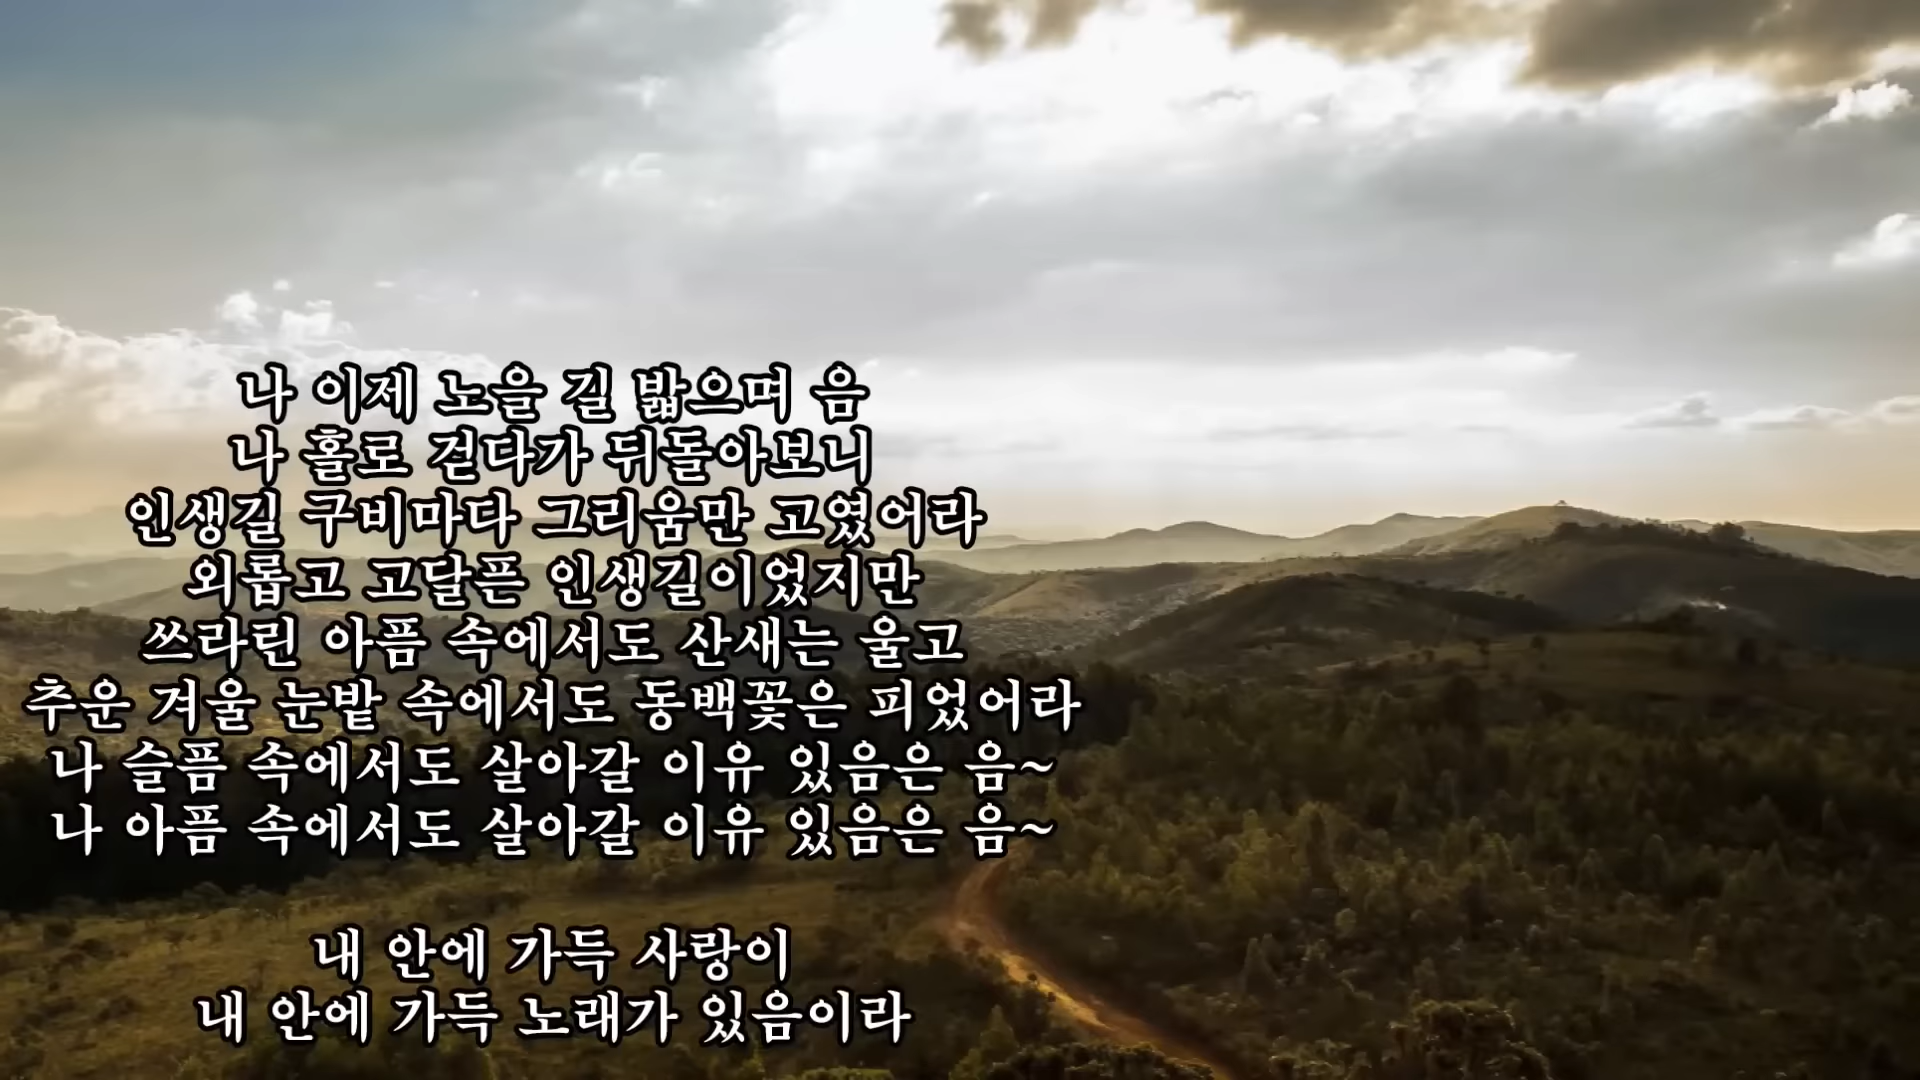 나 이제 노을 길 밟으며 음
나 홀로 걷다가 뒤돌아보니
인생길 구비마다 그리움만 고였어라
외롭고 고달픈 인생길이었지만
쓰라린 아픔 속에서도 산새는 울고
추운 겨울 눈밭 속에서도 동백꽃은 피었어라
나 슬픔 속에서도 살아갈 이유 있음은 음~
나 아픔 속에서도 살아갈 이유 있음은 음~
내 안에 가득 사랑이
내 안에 가득 노래가 있음이라